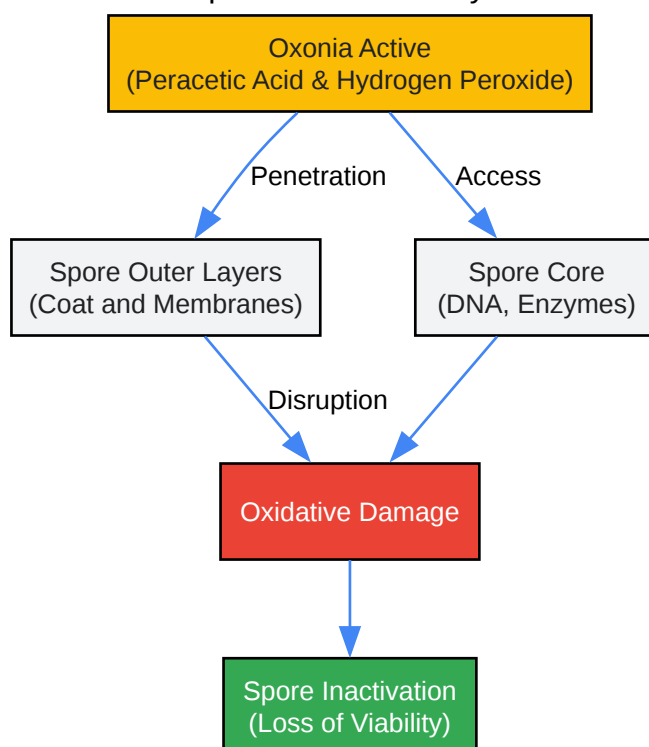 Oxonia Active
(Peracetic Acid & Hydrogen Peroxide)
Penetration
Access
Spore Outer Layers
(Coat and Membranes)
Spore Core
(DNA, Enzymes)
Disruption
Oxidative Damage
Spore Inactivation
(Loss of Viability)